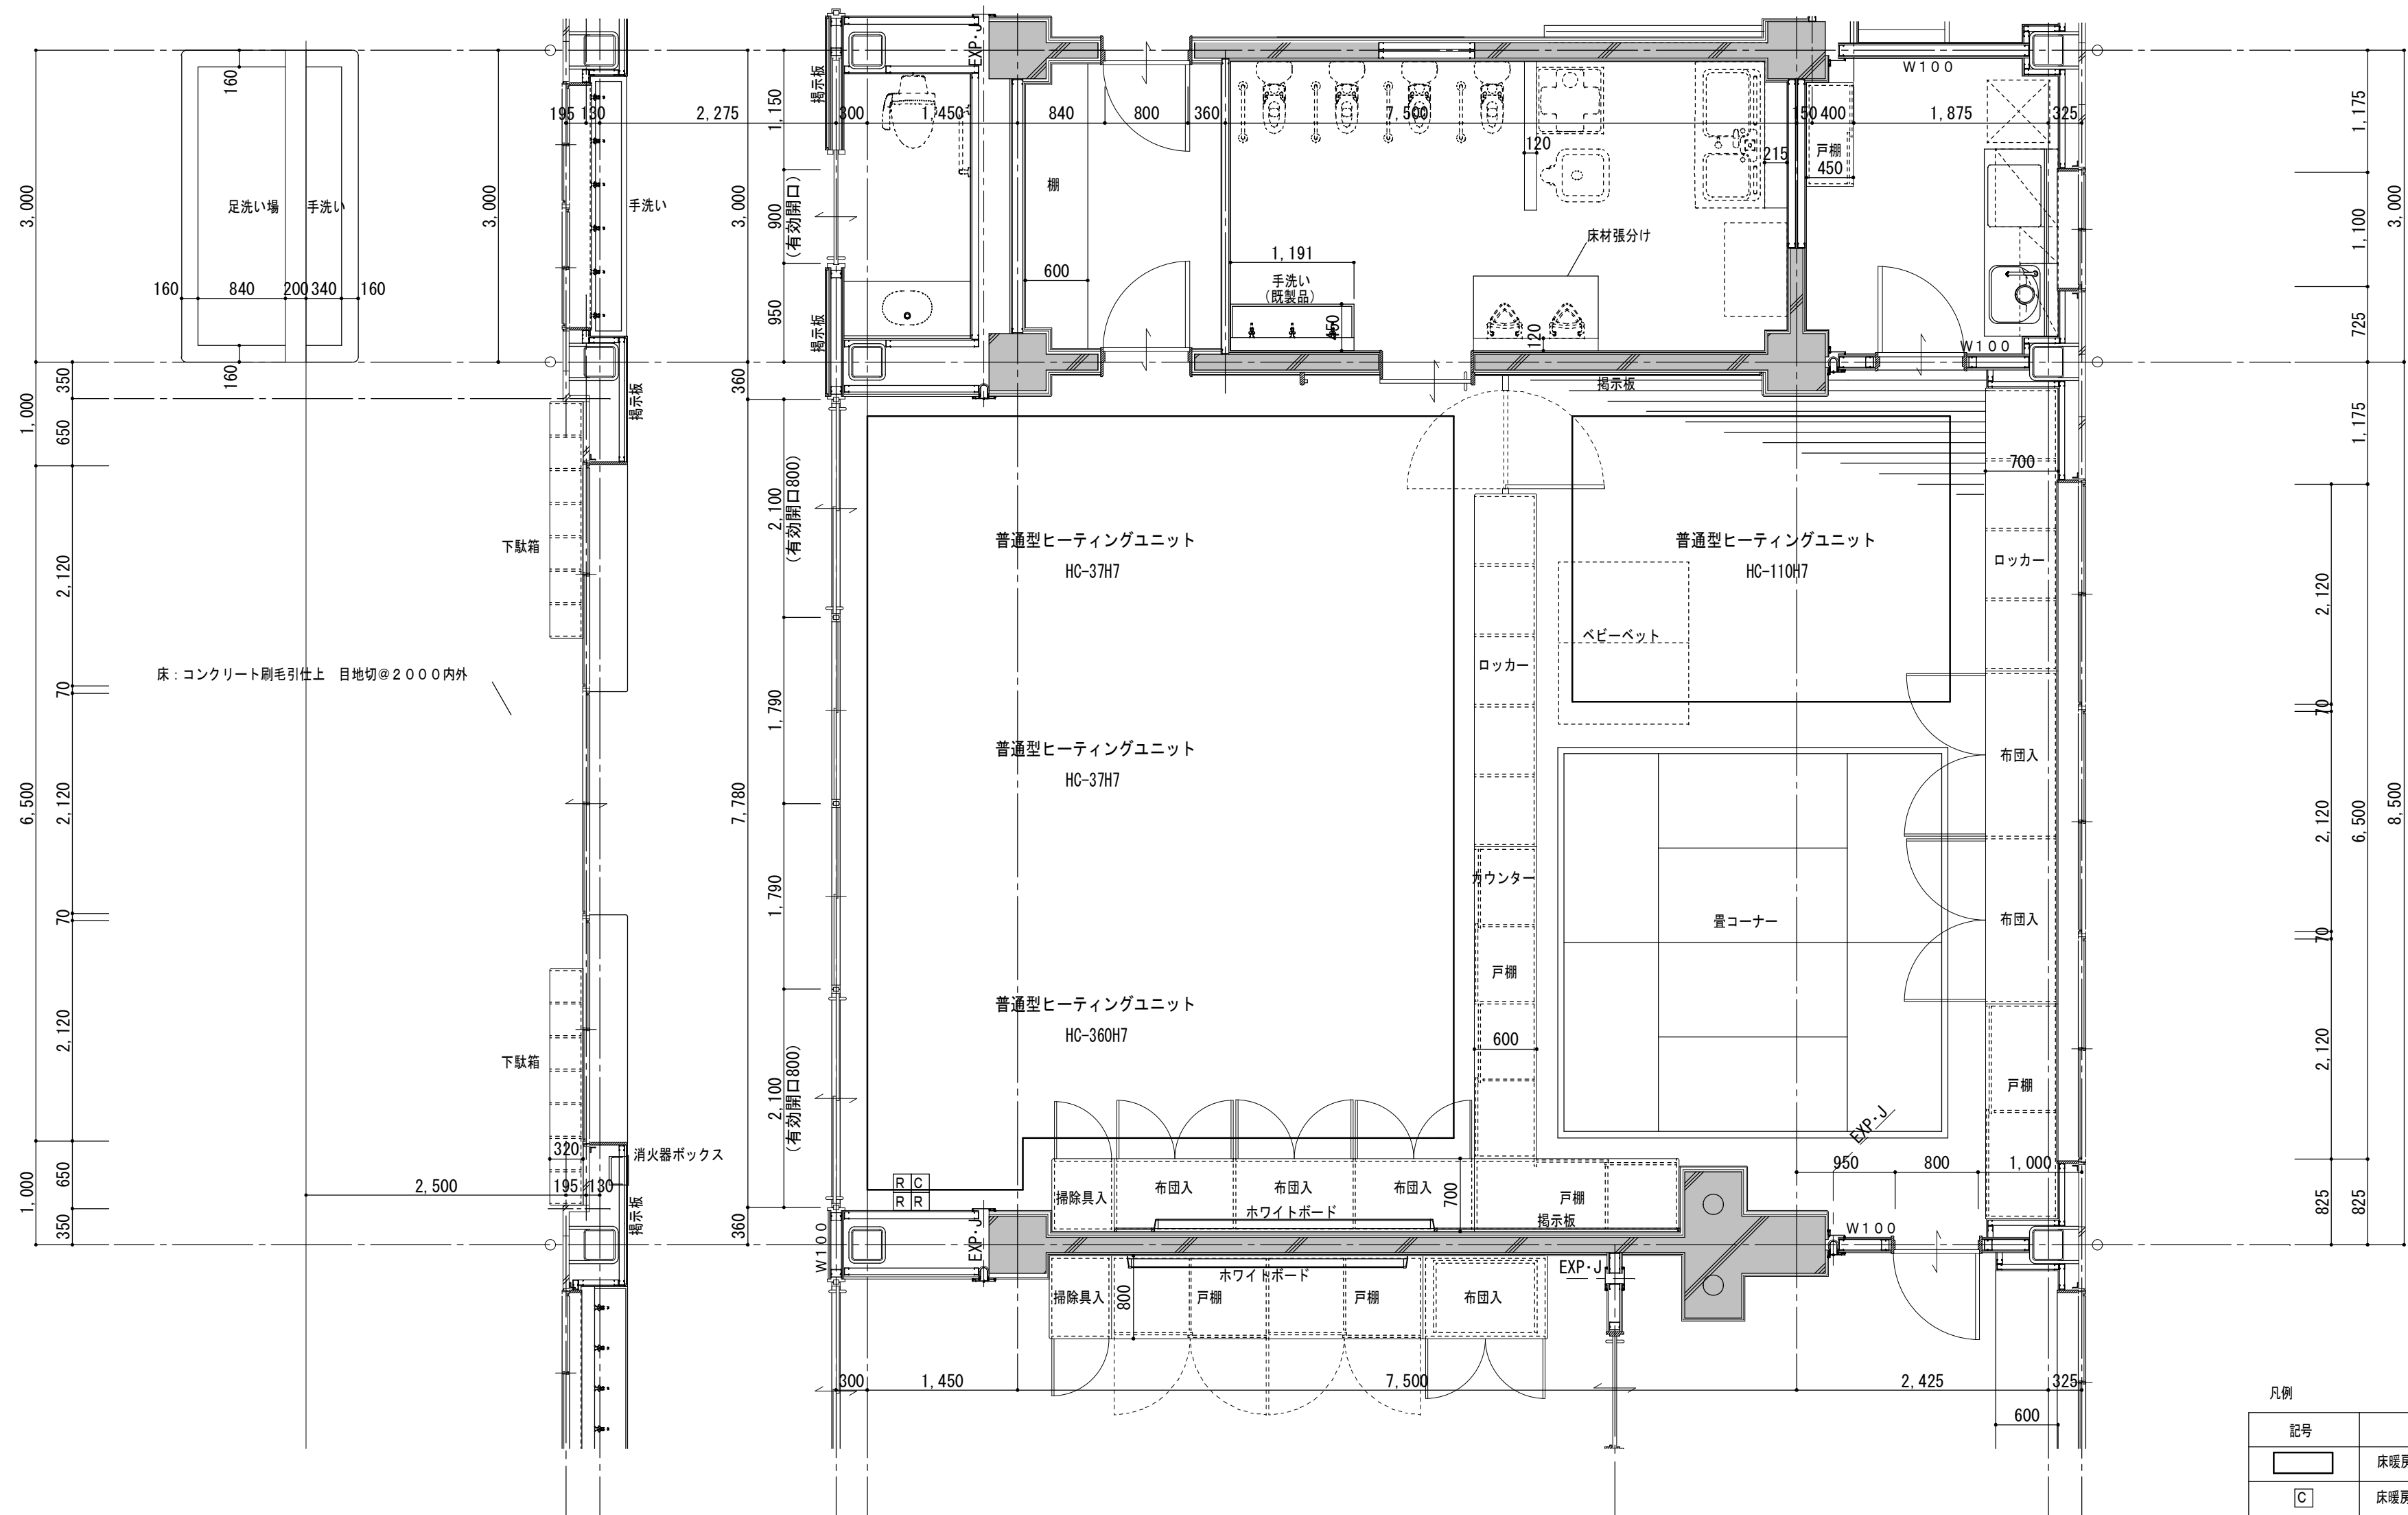 EXP・J
掲示板
W１００
160
195
130
2,275
1,150
300
1,450
840
800
360
7,500
150
400
1,875
325
1,175
3,000
3,000
3,000
3,000
足洗い場
手洗い
手洗い
900
(有効開口)
棚
120
215
戸棚
450
1,100
3,000
床材張分け
1,191
手洗い
(既製品)
450
600
160
840
200
340
160
950
掲示板
120
725
W１００
160
350
1,000
650
掲示板
360
掲示板
1,175
700
2,100
(有効開口800)
下駄箱
2,120
普通型ヒーティングユニット
HC-37H7
普通型ヒーティングユニット
HC-110H7
ロッカー
2,120
ベビーベット
ロッカー
床：コンクリート刷毛引仕上　目地切＠２０００内外
70
1,790
70
普通型ヒーティングユニット
HC-37H7
布団入
6,500
2,120
7,780
2,120
6,500
8,500
カウンター
1,790
70
畳コーナー
布団入
70
戸棚
普通型ヒーティングユニット
HC-360H7
600
2,120
下駄箱
2,100
(有効開口800)
2,120
戸棚
EXP・J
320
消火器ボックス
950
800
1,000
1,000
650
350
2,500
195
130
掲示板
R
C
R
R
掃除具入
布団入
布団入
布団入
700
戸棚
掲示板
ホワイトボード
825
825
360
W１００
EXP・J
W１００
EXP・J
ホワイトボード
掃除具入
800
戸棚
戸棚
布団入
300
1,450
7,500
2,425
325
600
凡例
記号
床暖房
C
床暖房